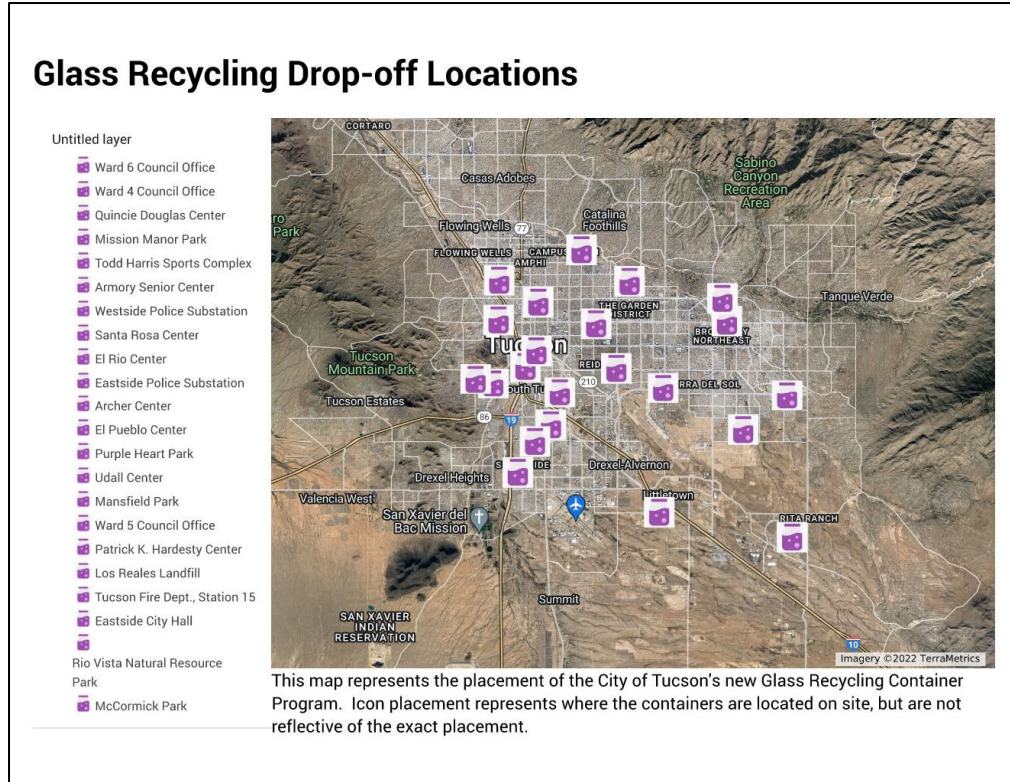 Glass Recycling Drop-off Locations
Untitled layer
Ward 6 Council Office
Ward 4 Council Office
Quincie Douglas Center
Mission Manor Park
Todd Harris Sports Complex
Armory Senior Center
Westside Police Substation
Santa Rosa Center
El Rio Center
Eastside Police Substation
Archer Center
El Pueblo Center
Purple Heart Park
Udall Center
Mansfield Park
Ward 5 Council Office
Patrick K. Hardesty Center
Los Reales Landfill
Tucson Fire Dept., Station 15
Eastside City Hall
Rio Vista Natural Resource
Park
McCormick Park
CORTARO
Casas Adobes
Sabino
Canyon
Recreation
Area
Park
Flowing Wells
77
Catalina
Foothills
FLOWING WELLS
AMPHI
Tanque Verde
THE GARDEN
NORTHEAST
Tucson
Mountain Park
REID
210
Tucson Estates
86
19
Drexel Heights
Drexel-Alvernon
Valencia West
Littletown
San Xavier del
Bac Mission
RITA RANCH
Summit
SAN XAVIER
INDIAN
RESERVATION
10
Imagery ©2022 TerraMetrics
This map represents the placement of the City of Tucson's new Glass Recycling Container
Program.  Icon placement represents where the containers are located on site, but are not
reflective of the exact placement.